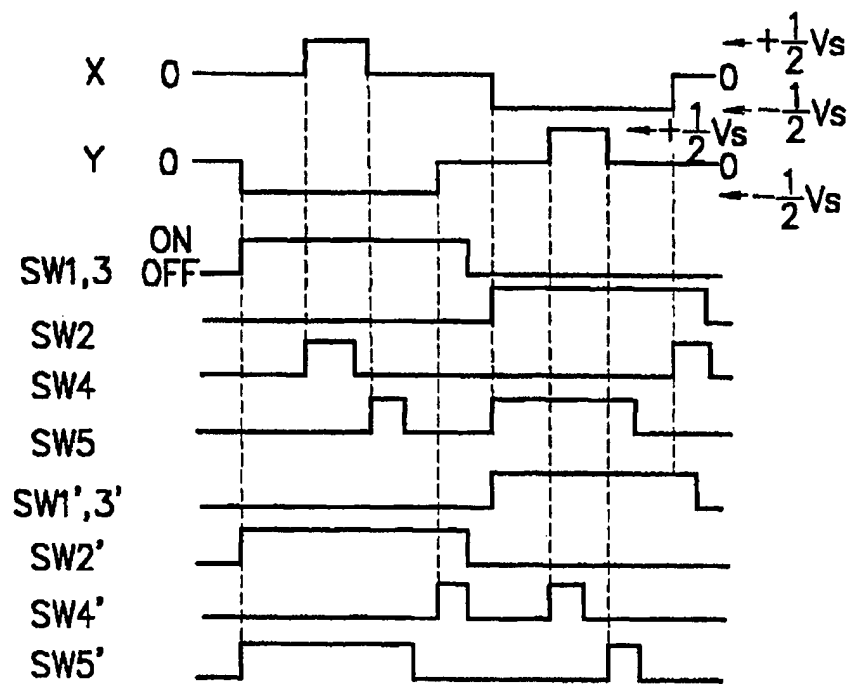 X 0 0 ←+1/2Vs
←-1/2Vs
Y 0 0 ←+1/2Vs
←-1/2Vs
ON
SW1,3 OFF
SW2
SW4
SW5
SW1',3'
SW2'
SW4'
SW5'